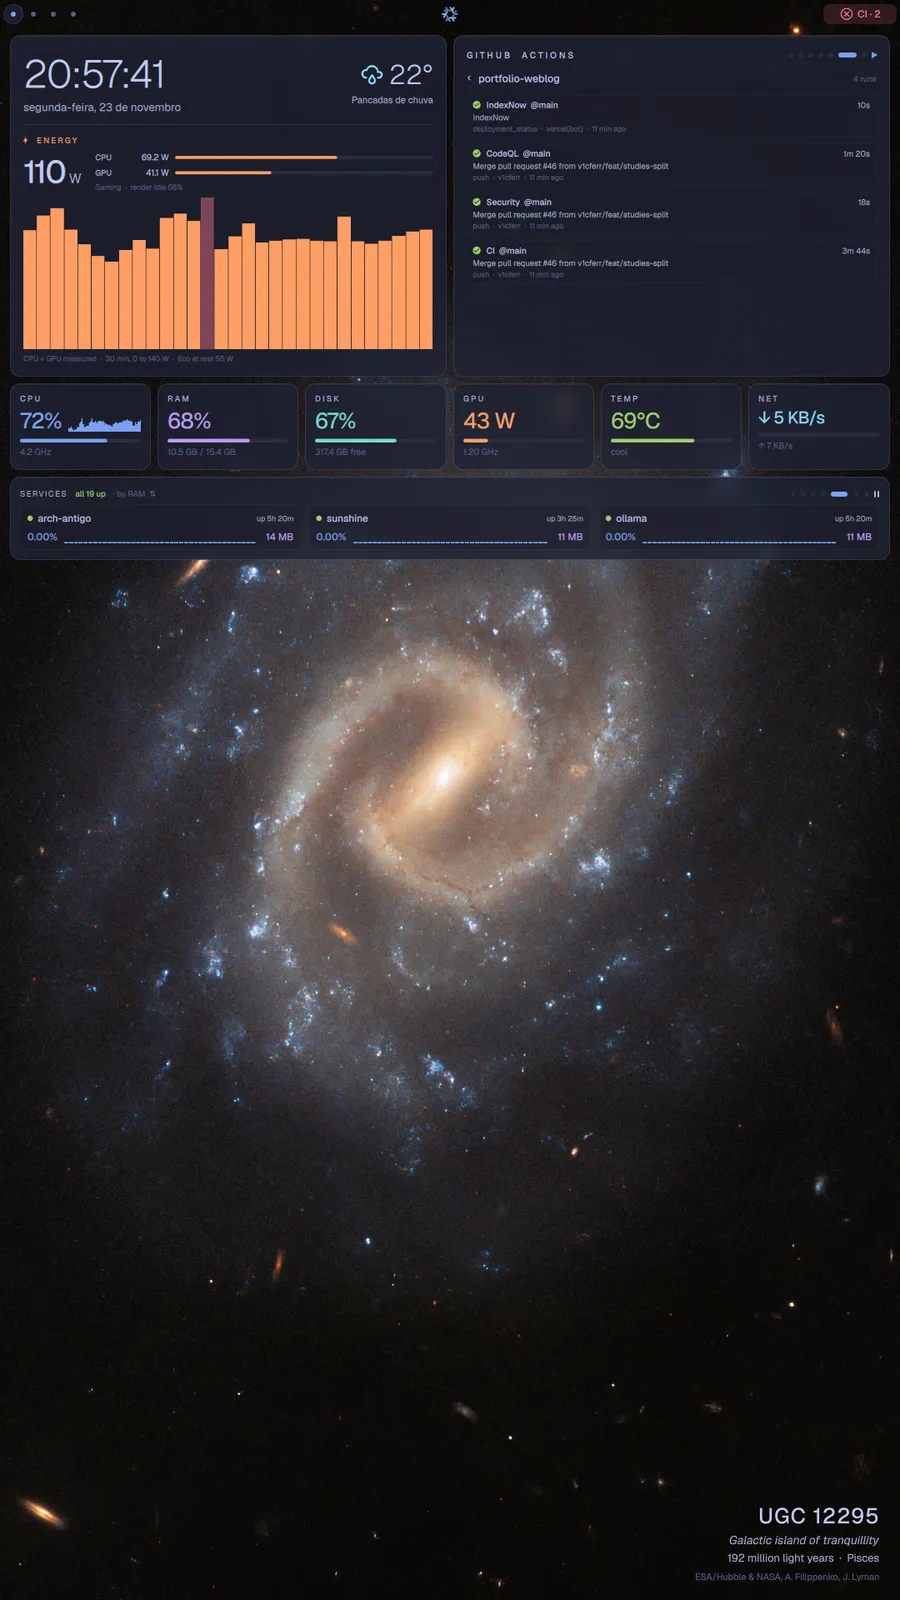 CI · 2
20:57:41
22°
segunda-feira, 23 de novembro
Pancadas de chuva
ENERGY
110 W
CPU 69.2 W
GPU 41.1 W
Gaming · render idle 68%
CPU + GPU measured · 30 min, 0 to 140 W · Eco at rest 55 W
GITHUB ACTIONS
‹ portfolio-weblog 4 runs
IndexNow @main 10s
IndexNow
deployment_status · vercel[bot] · 11 min ago
CodeQL @main 1m 20s
Merge pull request #46 from v1cferr/feat/studies-split
push · v1cferr · 11 min ago
Security @main 18s
Merge pull request #46 from v1cferr/feat/studies-split
push · v1cferr · 11 min ago
CI @main 3m 44s
Merge pull request #46 from v1cferr/feat/studies-split
push · v1cferr · 11 min ago
CPU
72%
4.2 GHz
RAM
68%
10.5 GB / 15.4 GB
DISK
67%
317.4 GB free
GPU
43 W
1.20 GHz
TEMP
69°C
cool
NET
↓ 5 KB/s
↑ 7 KB/s
SERVICES all 19 up · by RAM
arch-antigo up 5h 20m
0.00% 14 MB
sunshine up 3h 25m
0.00% 11 MB
ollama up 5h 20m
0.00% 11 MB
UGC 12295
Galactic island of tranquillity
192 million light years · Pisces
ESA/Hubble & NASA, A. Filippenko, J. Lyman